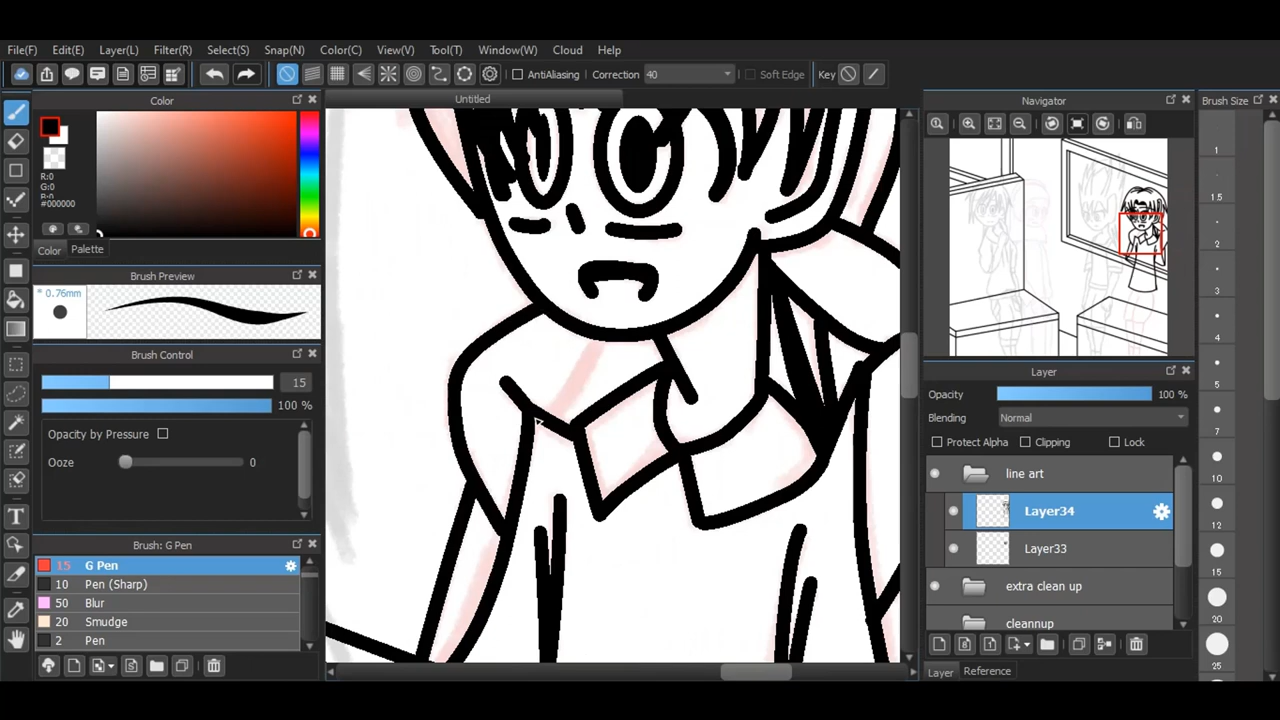 File(F) Edit(E) Layer(L) Filter(R) Select(S) Snap(N) Color(C) View(V) Tool(T) Window(W) Cloud Help
AntiAliasing Correction 40 Soft Edge Key
Color
R:0
G:0
#000000
Color Palette
Brush Preview
* 0.76mm
Brush Control
15
100 %
Opacity by Pressure
Ooze 0
Brush: G Pen
15 G Pen
10 Pen (Sharp)
50 Blur
20 Smudge
2 Pen
Untitled
Navigator
Layer
Opacity 100 %
Blending Normal
Protect Alpha Clipping Lock
line art
Layer34
Layer33
extra clean up
cleannup
Layer Reference
Brush Size
1
1.5
2
3
4
5
7
10
12
15
20
25